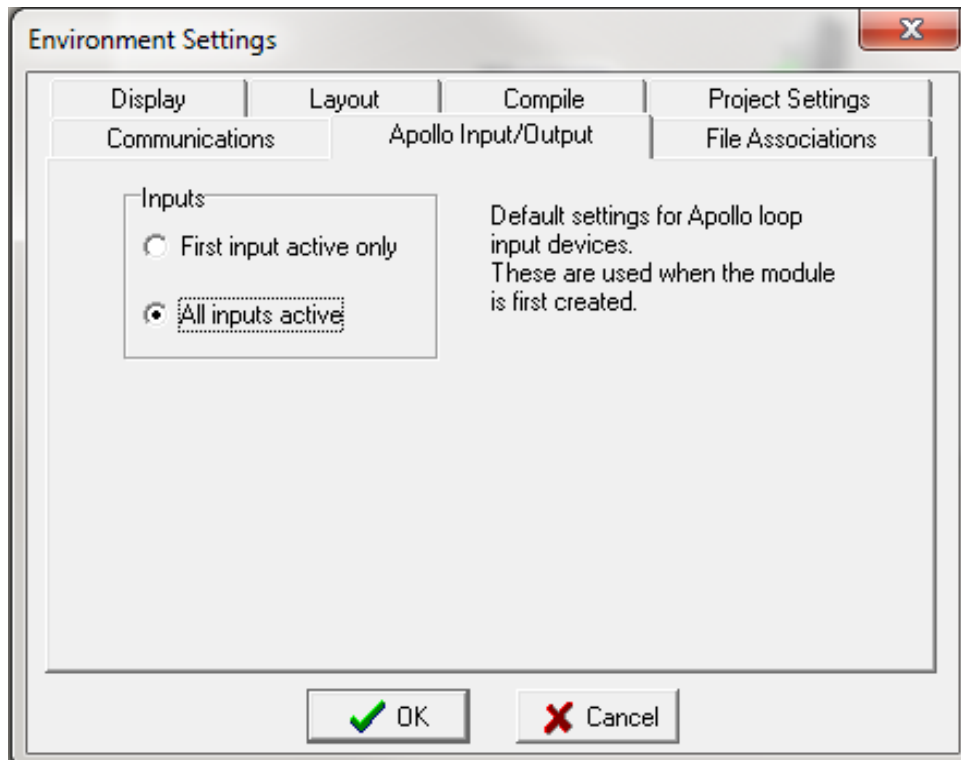 Environment Settings
Display
Layout
Compile
Project Settings
Communications
Apollo Input/Output
File Associations
Inputs
First input active only
All inputs active
Default settings for Apollo loop
input devices.
These are used when the module
is first created.
OK
Cancel